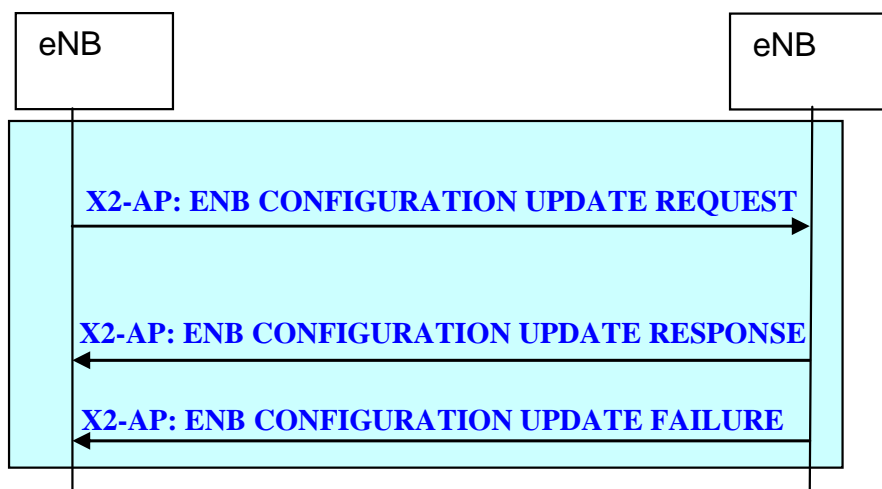 eNB
eNB
X2-AP: ENB CONFIGURATION UPDATE REQUEST
X2-AP: ENB CONFIGURATION UPDATE RESPONSE
X2-AP: ENB CONFIGURATION UPDATE FAILURE